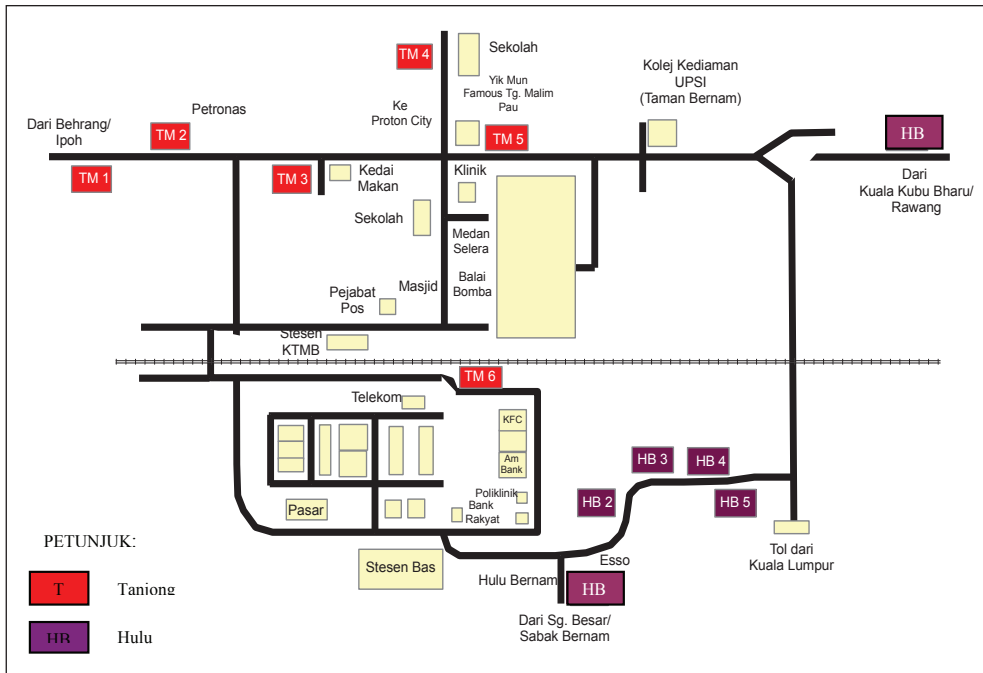 TM 4
Sekolah
Yik Mun
Famous Tg. Malim
Pau
Kolej Kediaman
UPSI
(Taman Bernam)
Petronas
Ke
Proton City
Dari Behrang/
Ipoh
TM 2
TM 5
HB
TM 1
TM 3
Kedai
Makan
Klinik
Dari
Kuala Kubu Bharu/
Rawang
Sekolah
Medan
Selera
Masjid
Balai
Bomba
Pejabat
Pos
Stesen
KTMB
TM 6
Telekom
KFC
Am
Bank
HB 3
HB 4
HB 2
HB 5
Poliklinik
Bank
Rakyat
Pasar
Tol dari
Kuala Lumpur
Stesen Bas
Esso
Hulu Bernam
HB
Dari Sg. Besar/
Sabak Bernam
PETUNJUK:
T
Taniong
HB
Hulu